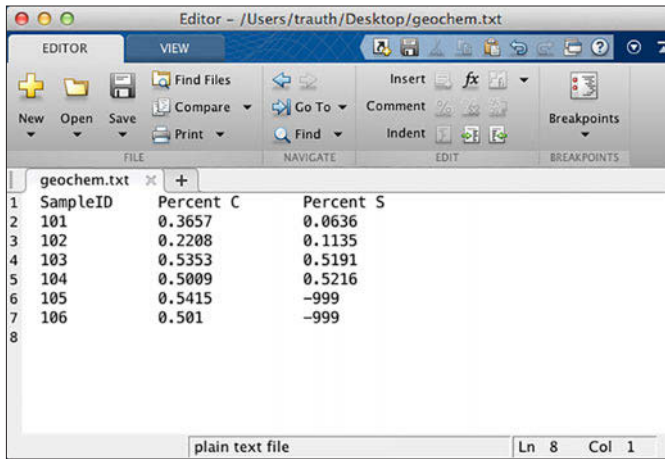 Editor – /Users/trauth/Desktop/geochem.txt
EDITOR VIEW
Find Files Insert fx
New Open Save Compare Go To Comment Breakpoints
Print Find Indent
FILE NAVIGATE EDIT BREAKPOINTS
geochem.txt × +
1 SampleID Percent C Percent S
2 101 0.3657 0.0636
3 102 0.2208 0.1135
4 103 0.5353 0.5191
5 104 0.5009 0.5216
6 105 0.5415 -999
7 106 0.501 -999
8
plain text file Ln 8 Col 1